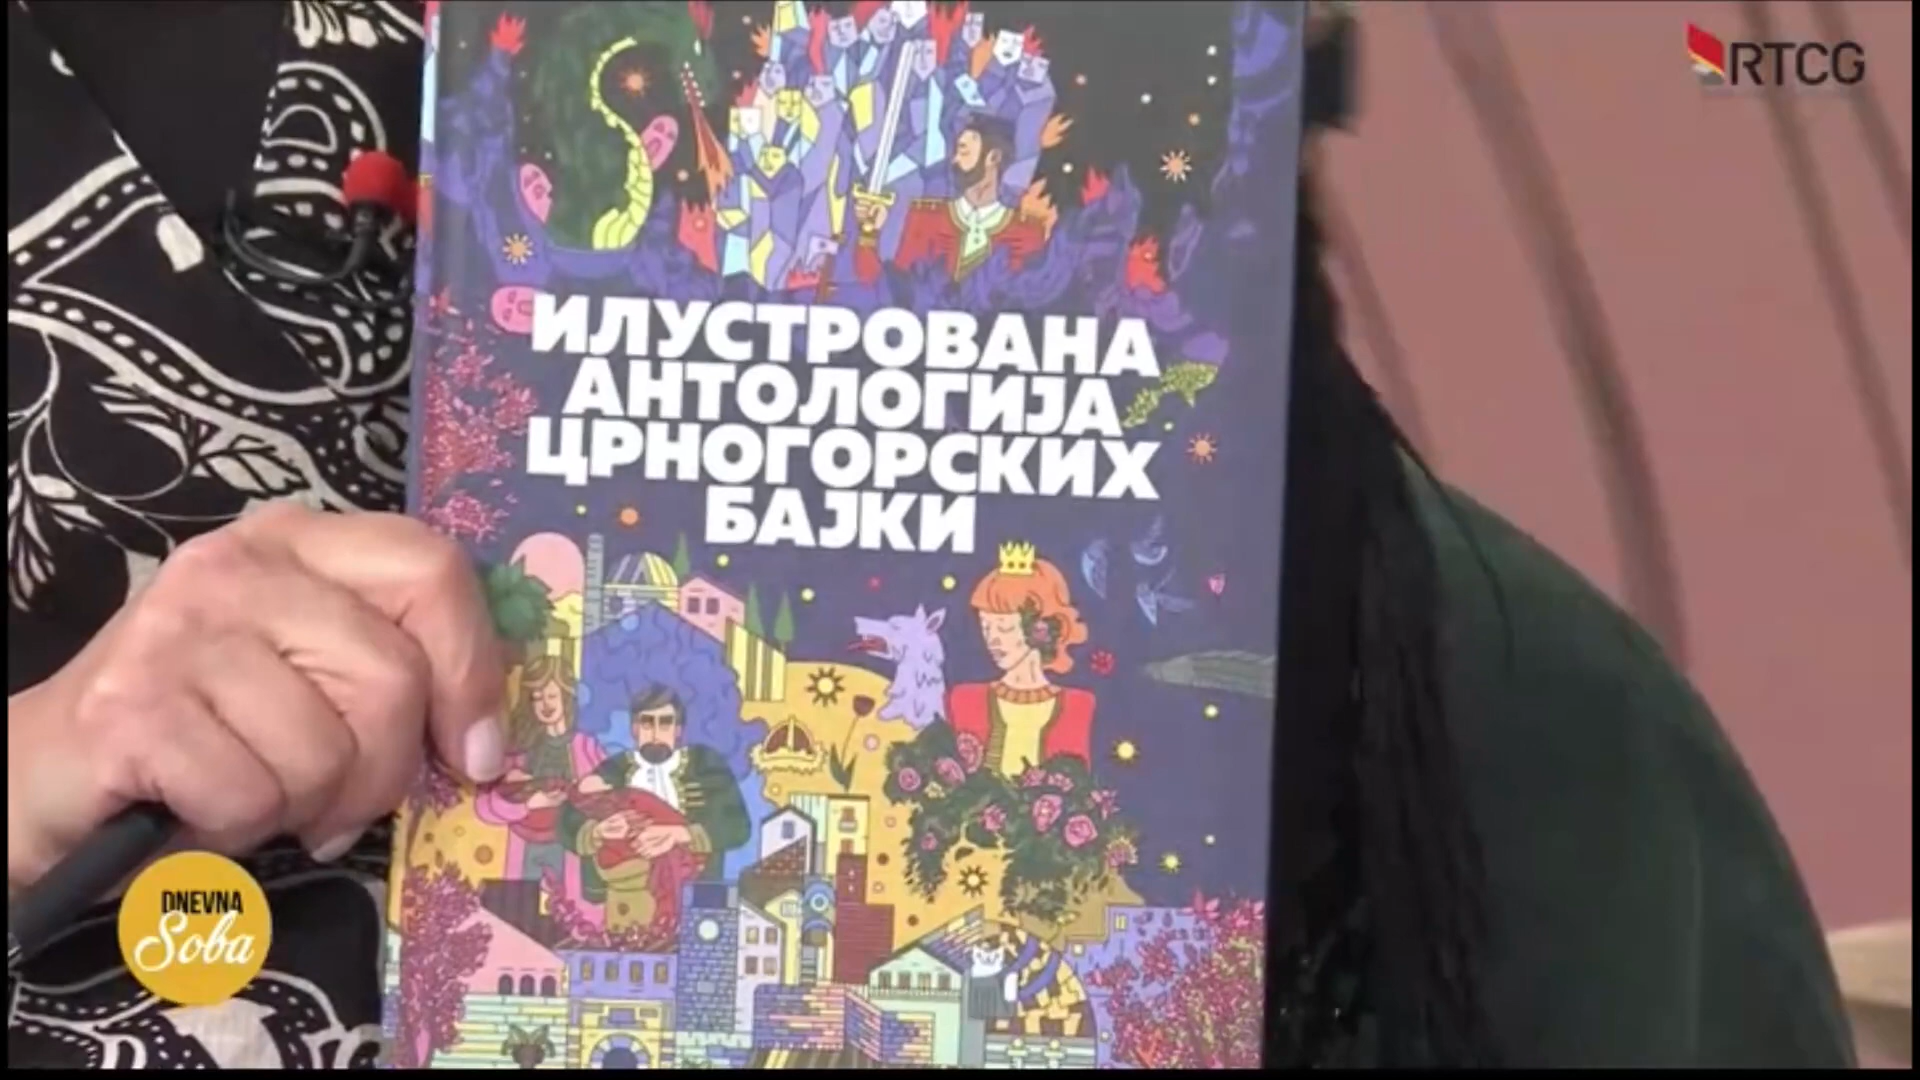 RTCG
ИЛУСТРОВАНА
АНТОЛОГИЈА
ЦРНОГОРСКИХ
БАЈКИ
DNEVNA
Soba